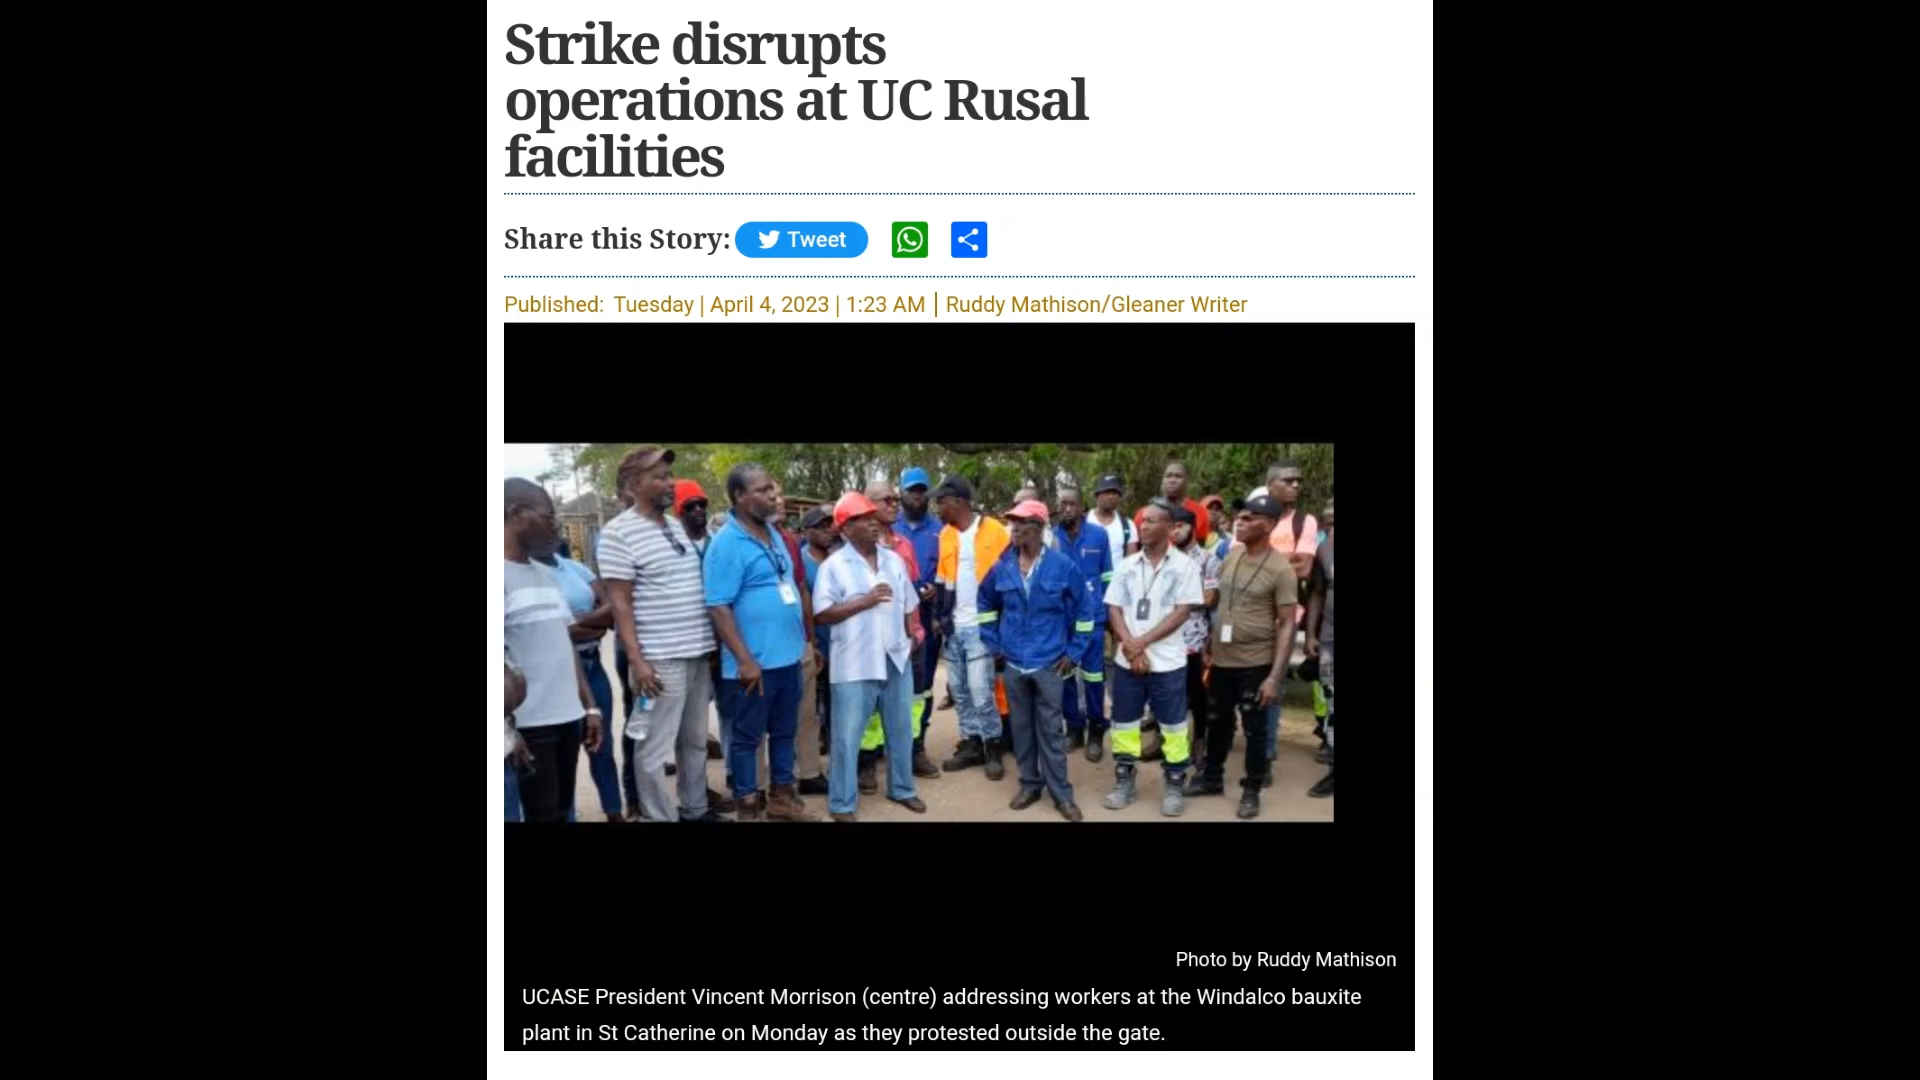 Strike disrupts
operations at UC Rusal
facilities
Share this Story: Tweet
Published: Tuesday | April 4, 2023 | 1:23 AM | Ruddy Mathison/Gleaner Writer
Photo by Ruddy Mathison
UCASE President Vincent Morrison (centre) addressing workers at the Windalco bauxite
plant in St Catherine on Monday as they protested outside the gate.